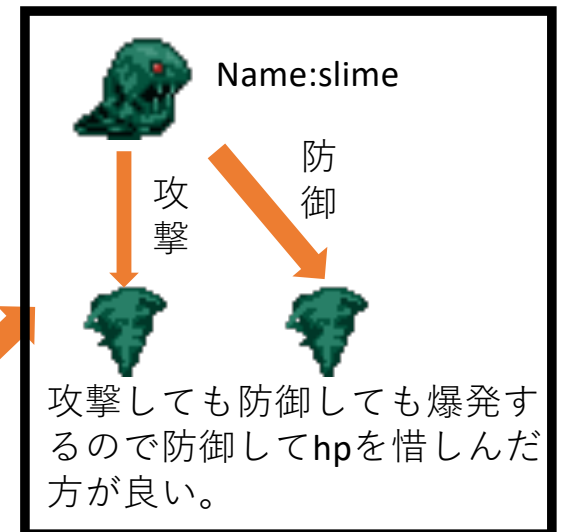 Name:slime
攻撃
防御
攻撃しても防御しても爆発す
るので防御してhpを惜しんだ
方が良い。